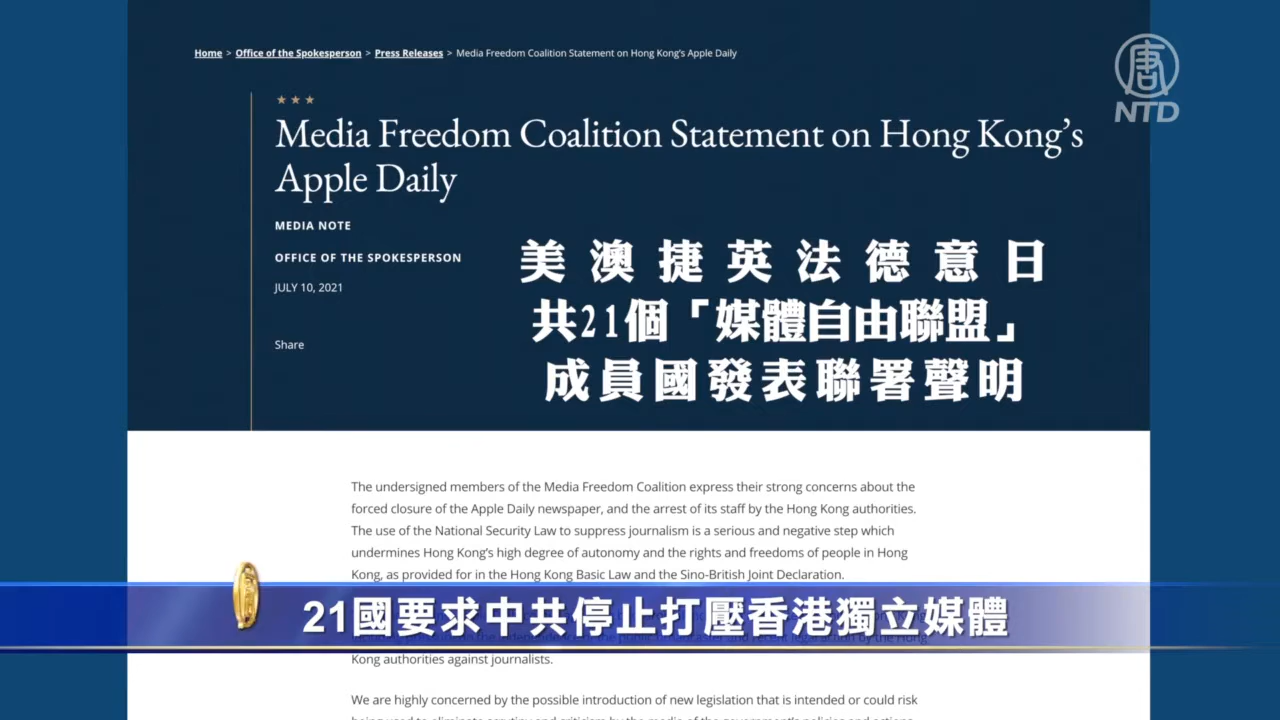 Home > Office of the Spokesperson > Press Releases > Media Freedom Coalition Statement on Hong Kong's Apple Daily
唐
NTD
Media Freedom Coalition Statement on Hong Kong's
Apple Daily
MEDIA NOTE
OFFICE OF THE SPOKESPERSON
JULY 10, 2021
Share
美澳捷英法德意日
共21個「媒體自由聯盟」
成員國發表聯署聲明
The undersigned members of the Media Freedom Coalition express their strong concerns about the
forced closure of the Apple Daily newspaper, and the arrest of its staff by the Hong Kong authorities.
The use of the National Security Law to suppress journalism is a serious and negative step which
undermines Hong Kong's high degree of autonomy and the rights and freedoms of people in Hong
Kong, as provided for in the Hong Kong Basic Law and the Sino-British Joint Declaration.
21國要求中共停止打壓香港獨立媒體
Kong authorities against journalists.
We are highly concerned by the possible introduction of new legislation that is intended or could risk